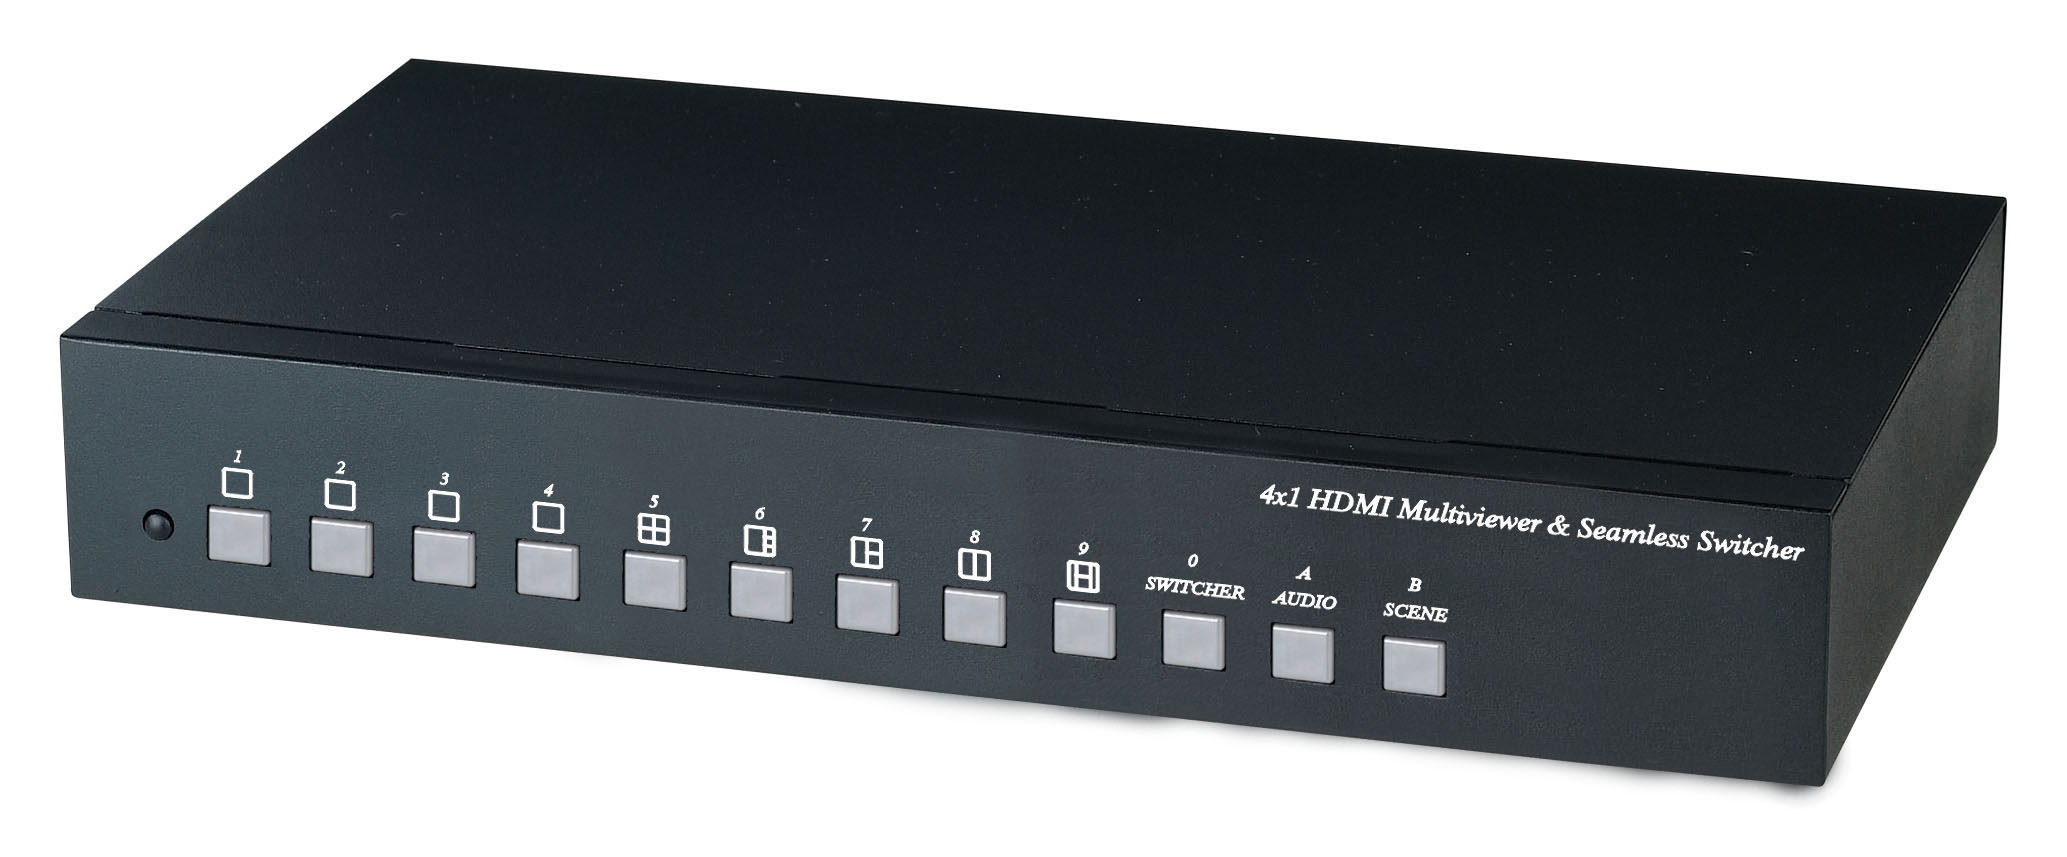 4x1 HDMI Multiviewer & Seamless Switcher
1 2 3 4 5 6 7 8 9 0 A B
SWITCHER AUDIO SCENE